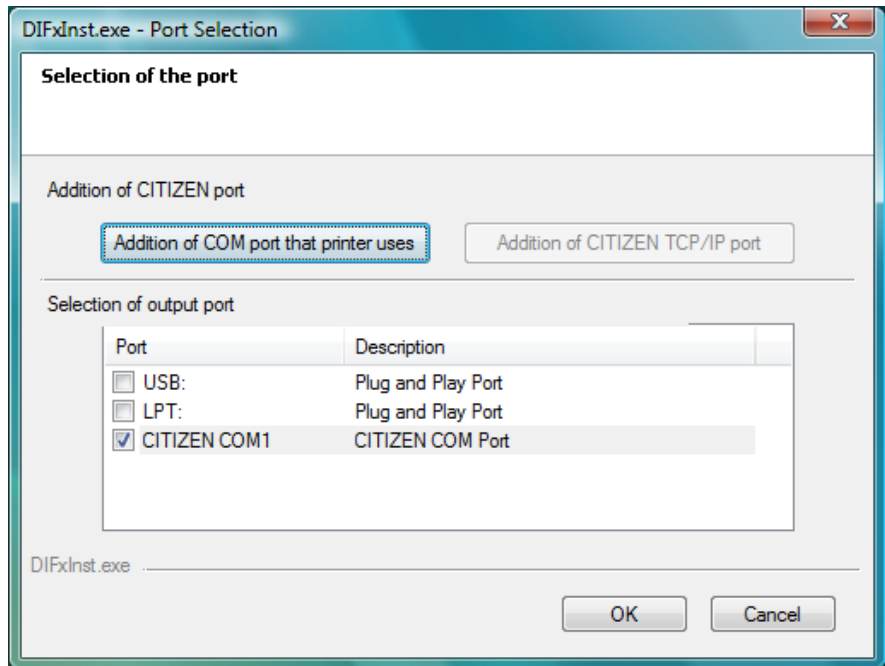 DIFxInst.exe - Port Selection
Selection of the port
Addition of CITIZEN port
Addition of COM port that printer uses
Addition of CITIZEN TCP/IP port
Selection of output port
Port Description
USB: Plug and Play Port
LPT: Plug and Play Port
CITIZEN COM1 CITIZEN COM Port
DIFxInst.exe
OK Cancel